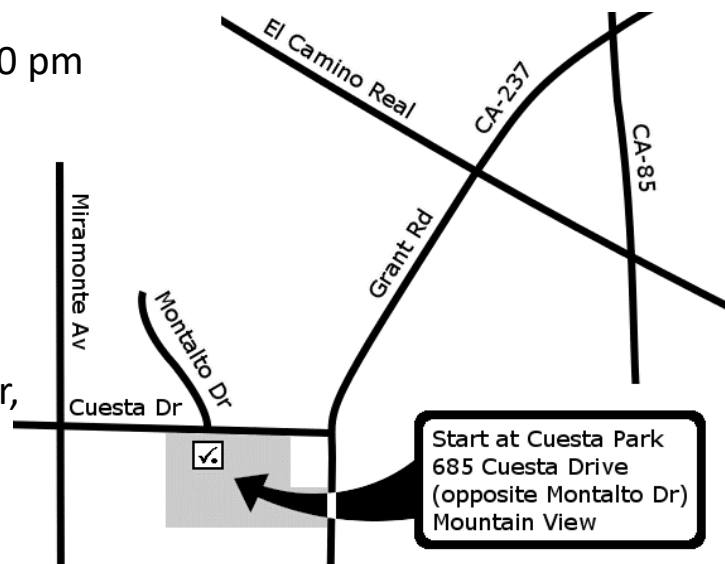 0 pm
El Camino Real
CA-237
CA-85
Grant Rd
Miramonte Av
Montalto Dr
r,
Cuesta Dr
Start at Cuesta Park
685 Cuesta Drive
(opposite Montalto Dr)
Mountain View